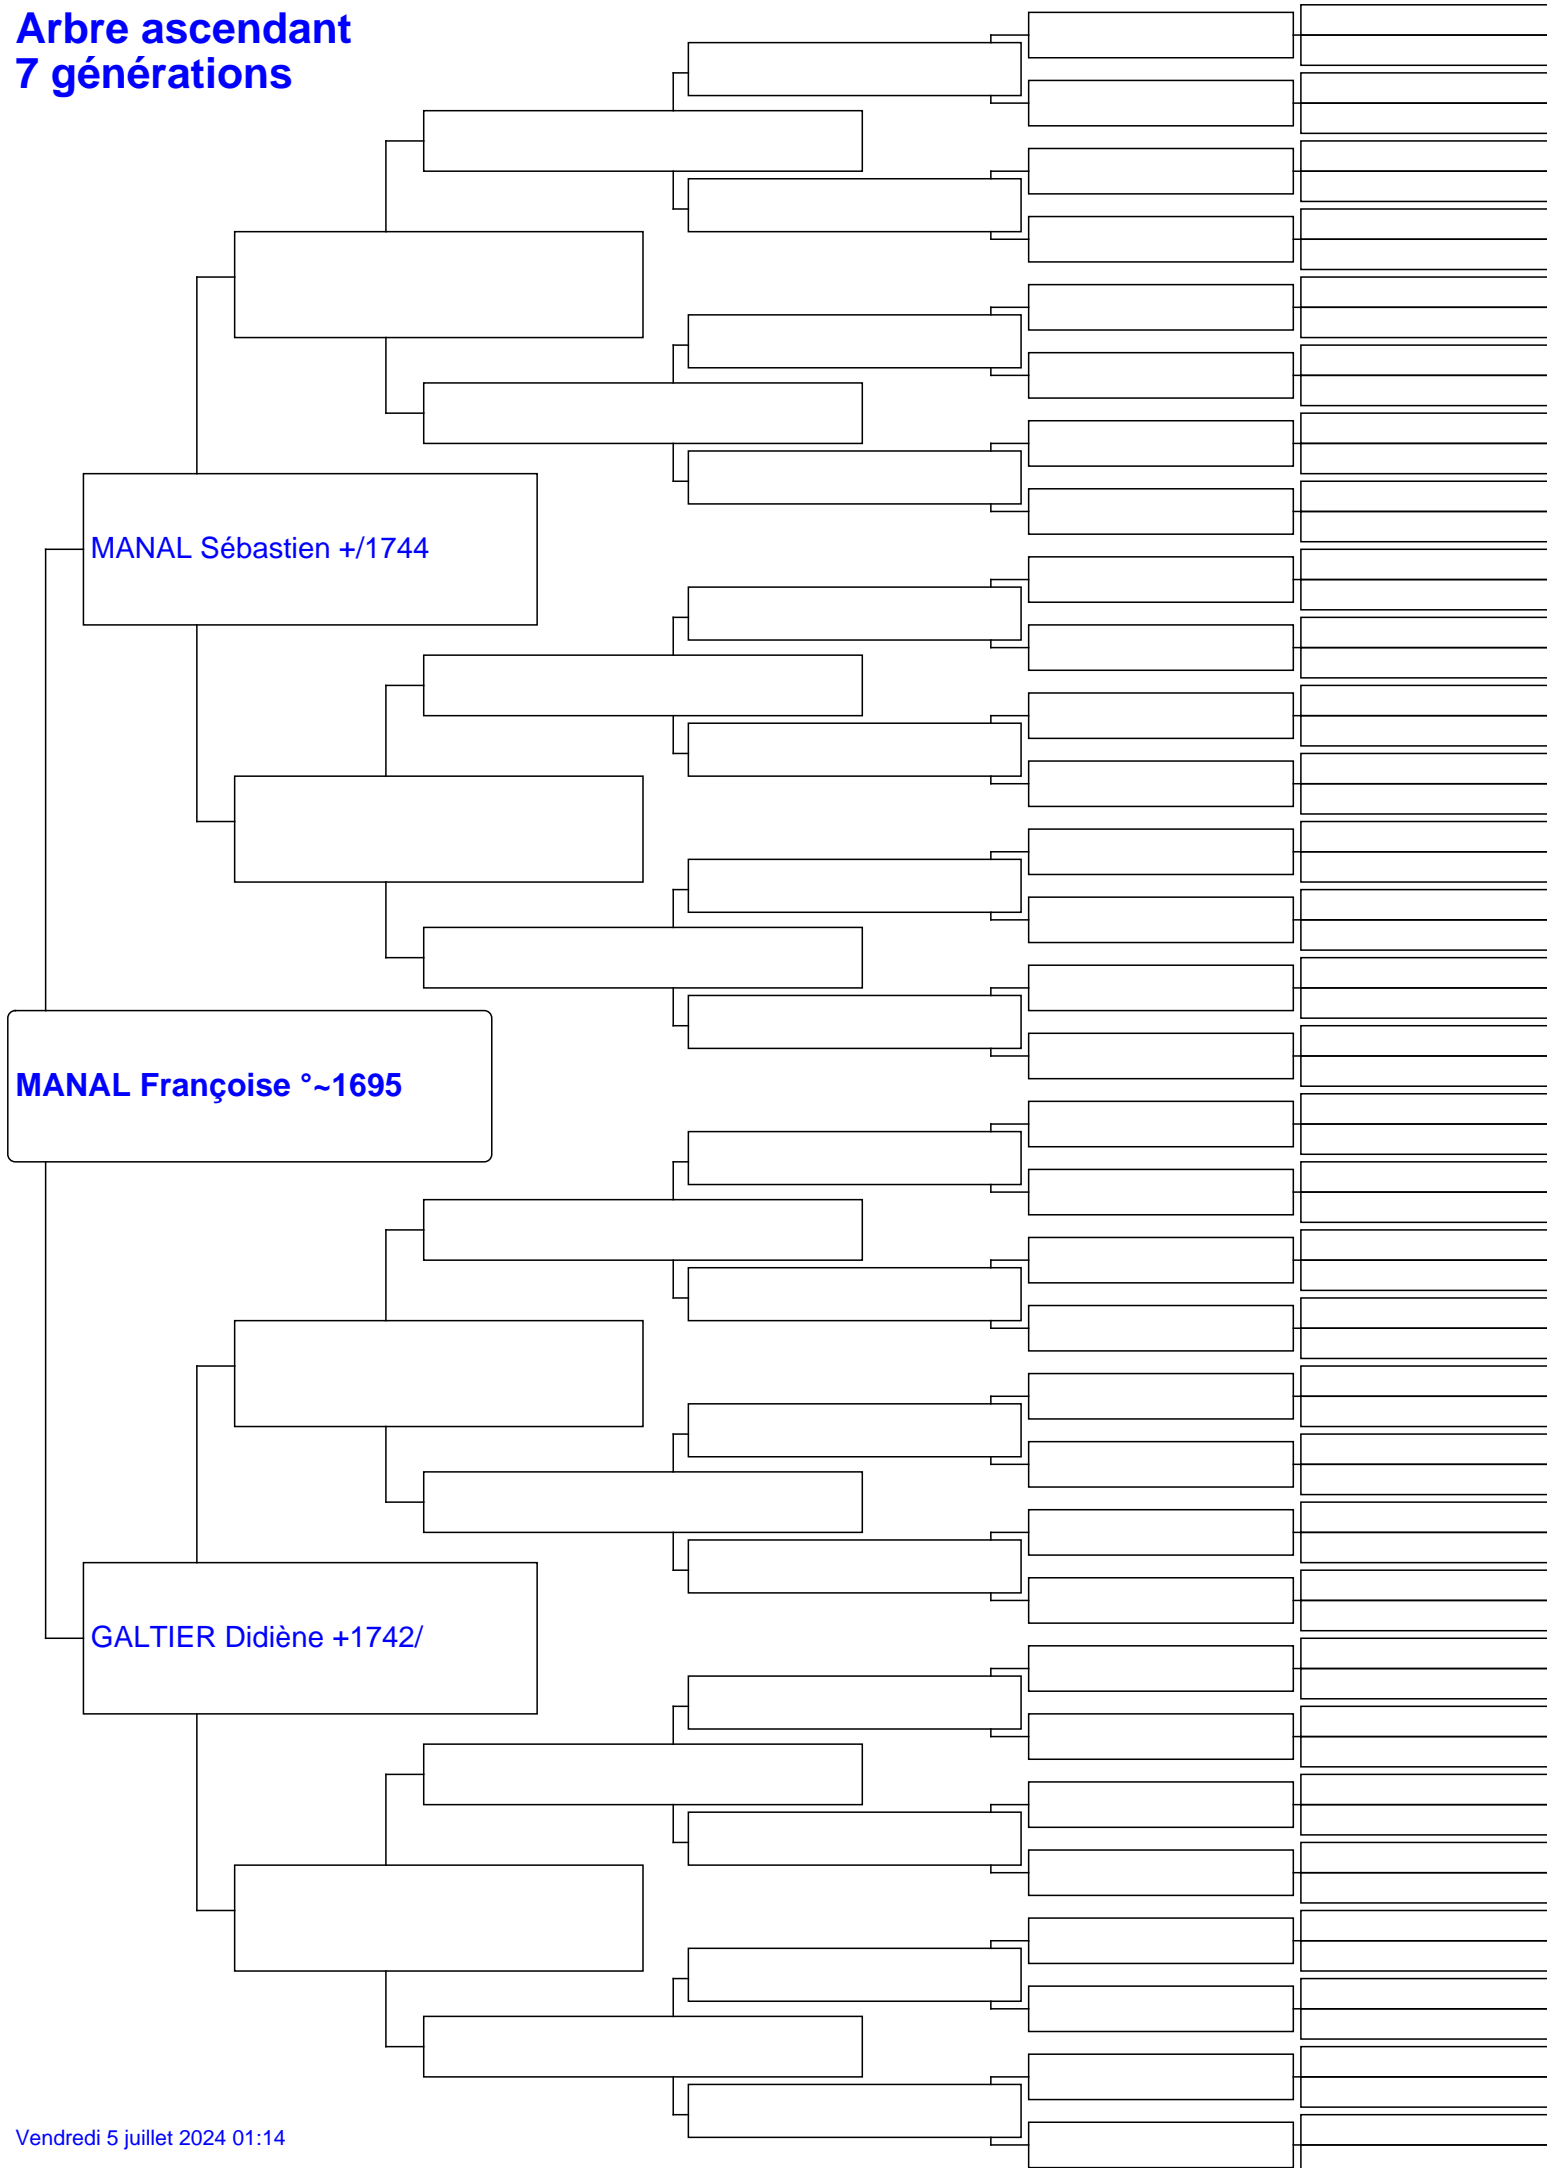 Arbre ascendant
7 générations
MANAL Sébastien +/1744
MANAL Françoise °~1695
GALTIER Didiène +1742/
Vendredi 5 juillet 2024 01:14